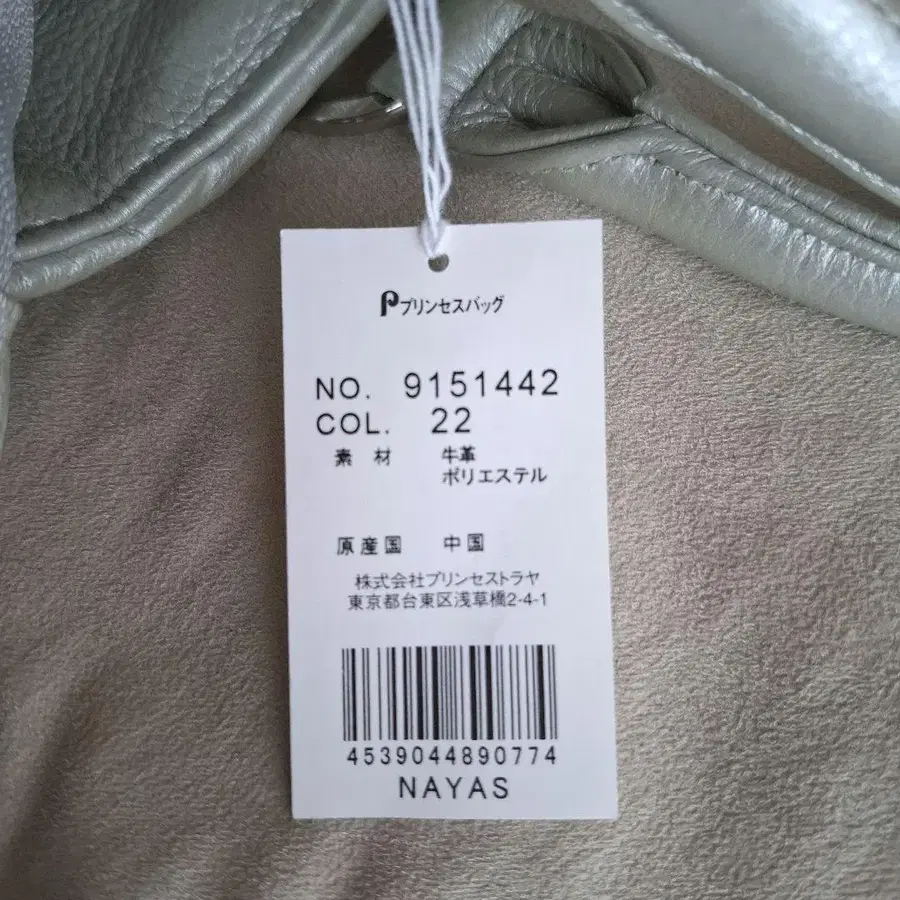 Pプリンセスバッグ
NO. 9151442
COL. 22
素材 牛革
ポリエステル
原産国 中国
株式会社プリンセストラヤ
東京都台東区浅草橋2-4-1
4539044890774
NAYAS